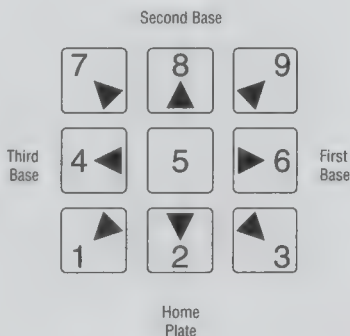 Second Base
7 8 9
Third
Base
4 5 6
First
Base
1 2 3
Home
Plate